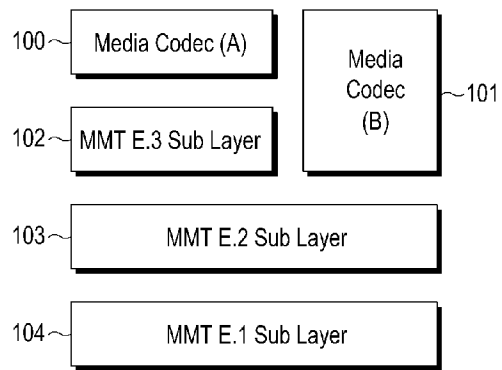 100
Media Codec (A)
Media
Codec
(B)
101
102
MMT E.3 Sub Layer
103
MMT E.2 Sub Layer
104
MMT E.1 Sub Layer